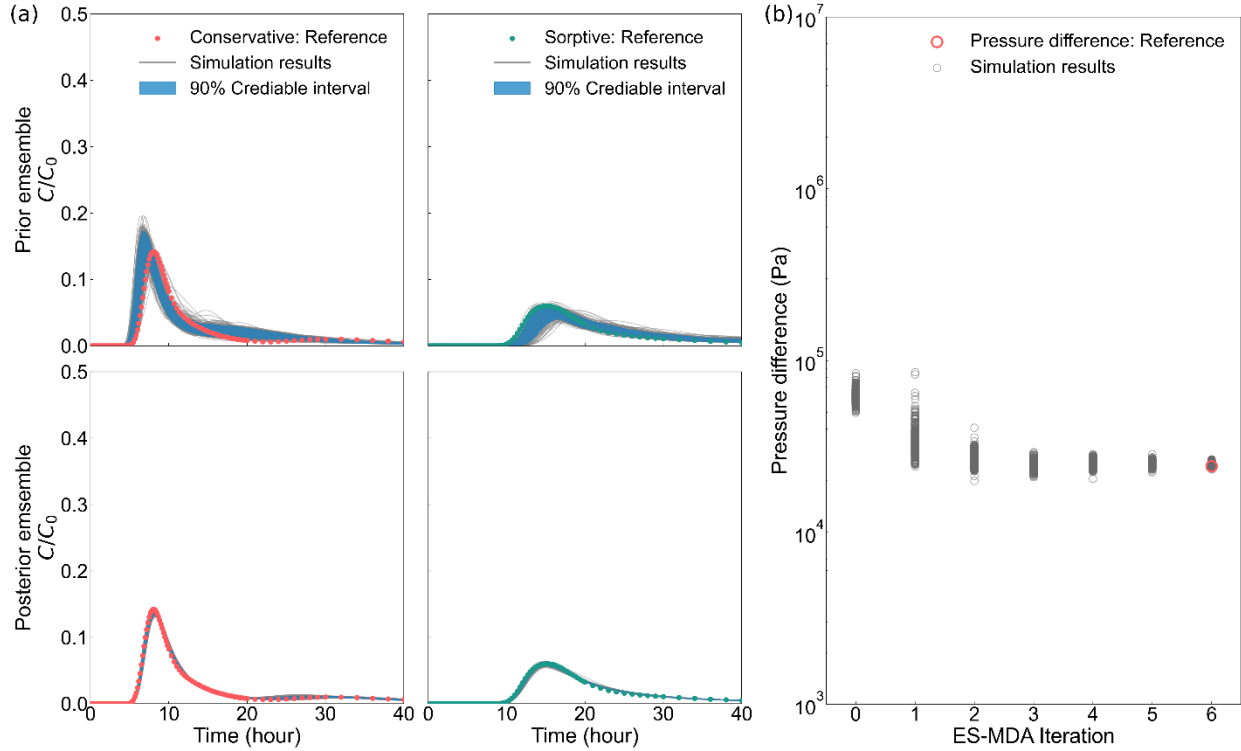 (a)
0.5
0.4
0.3
0.2
0.1
0.0
Prior emsemble
C/C0
Conservative: Reference
Simulation results
90% Crediable interval
Sorptive: Reference
Simulation results
90% Crediable interval
0.5
0.4
0.3
0.2
0.1
0.0
Posterior emsemble
C/C0
0 10 20 30 40
Time (hour)
0 10 20 30 40
Time (hour)
(b)
10^7
10^6
10^5
10^4
10^3
Pressure difference (Pa)
Pressure difference: Reference
Simulation results
0 1 2 3 4 5 6
ES-MDA Iteration